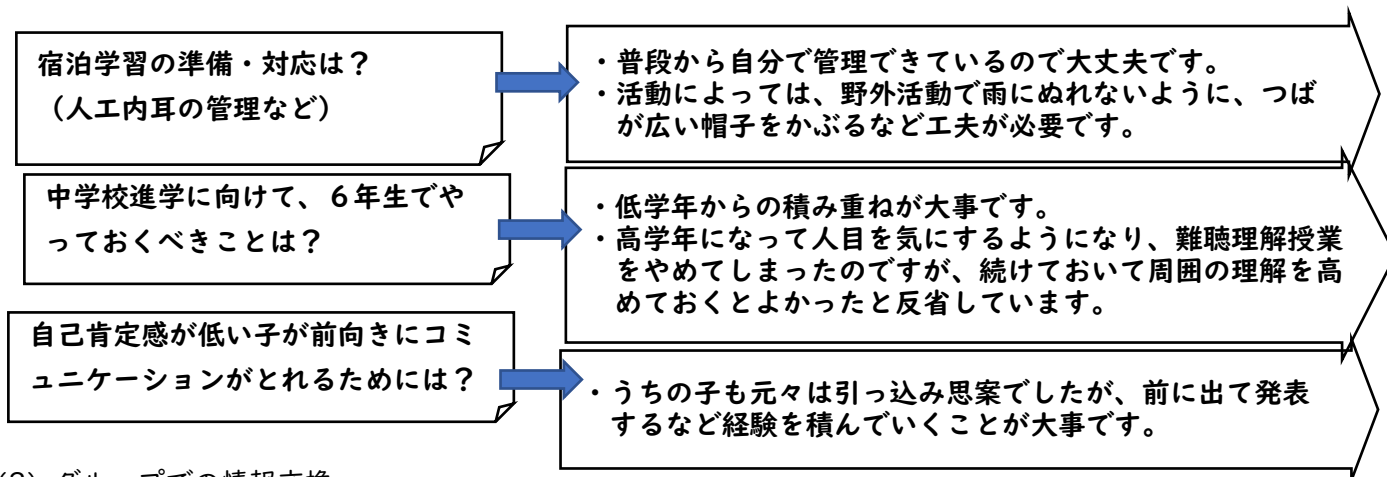 宿泊学習の準備・対応は？
（人工内耳の管理など）
・普段から自分で管理できているので大丈夫です。
・活動によっては、野外活動で雨にぬれないように、つば
が広い帽子をかぶるなど工夫が必要です。
中学校進学に向けて、６年生でや
っておくべきことは？
・低学年からの積み重ねが大事です。
・高学年になって人目を気にするようになり、難聴理解授業
をやめてしまったのですが、続けておいて周囲の理解を高
めておくとよかったと反省しています。
自己肯定感が低い子が前向きにコミ
ュニケーションがとれるためには？
・うちの子も元々は引っ込み思案でしたが、前に出て発表
するなど経験を積んでいくことが大事です。
グループでの情報交換